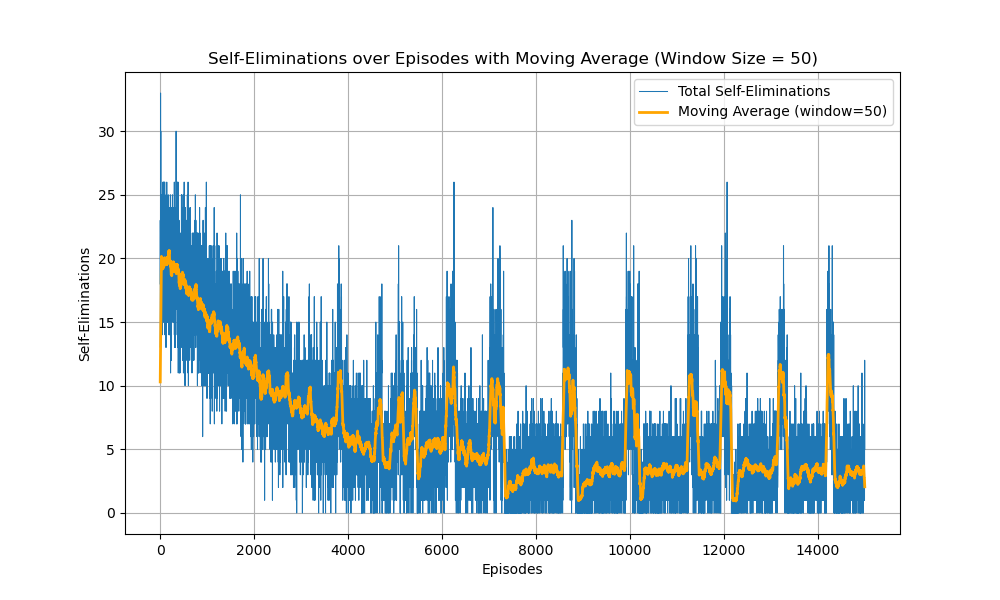 Self-Eliminations over Episodes with Moving Average (Window Size = 50)
Total Self-Eliminations
Moving Average (window=50)
Self-Eliminations
30
25
20
15
10
5
0
0 2000 4000 6000 8000 10000 12000 14000
Episodes